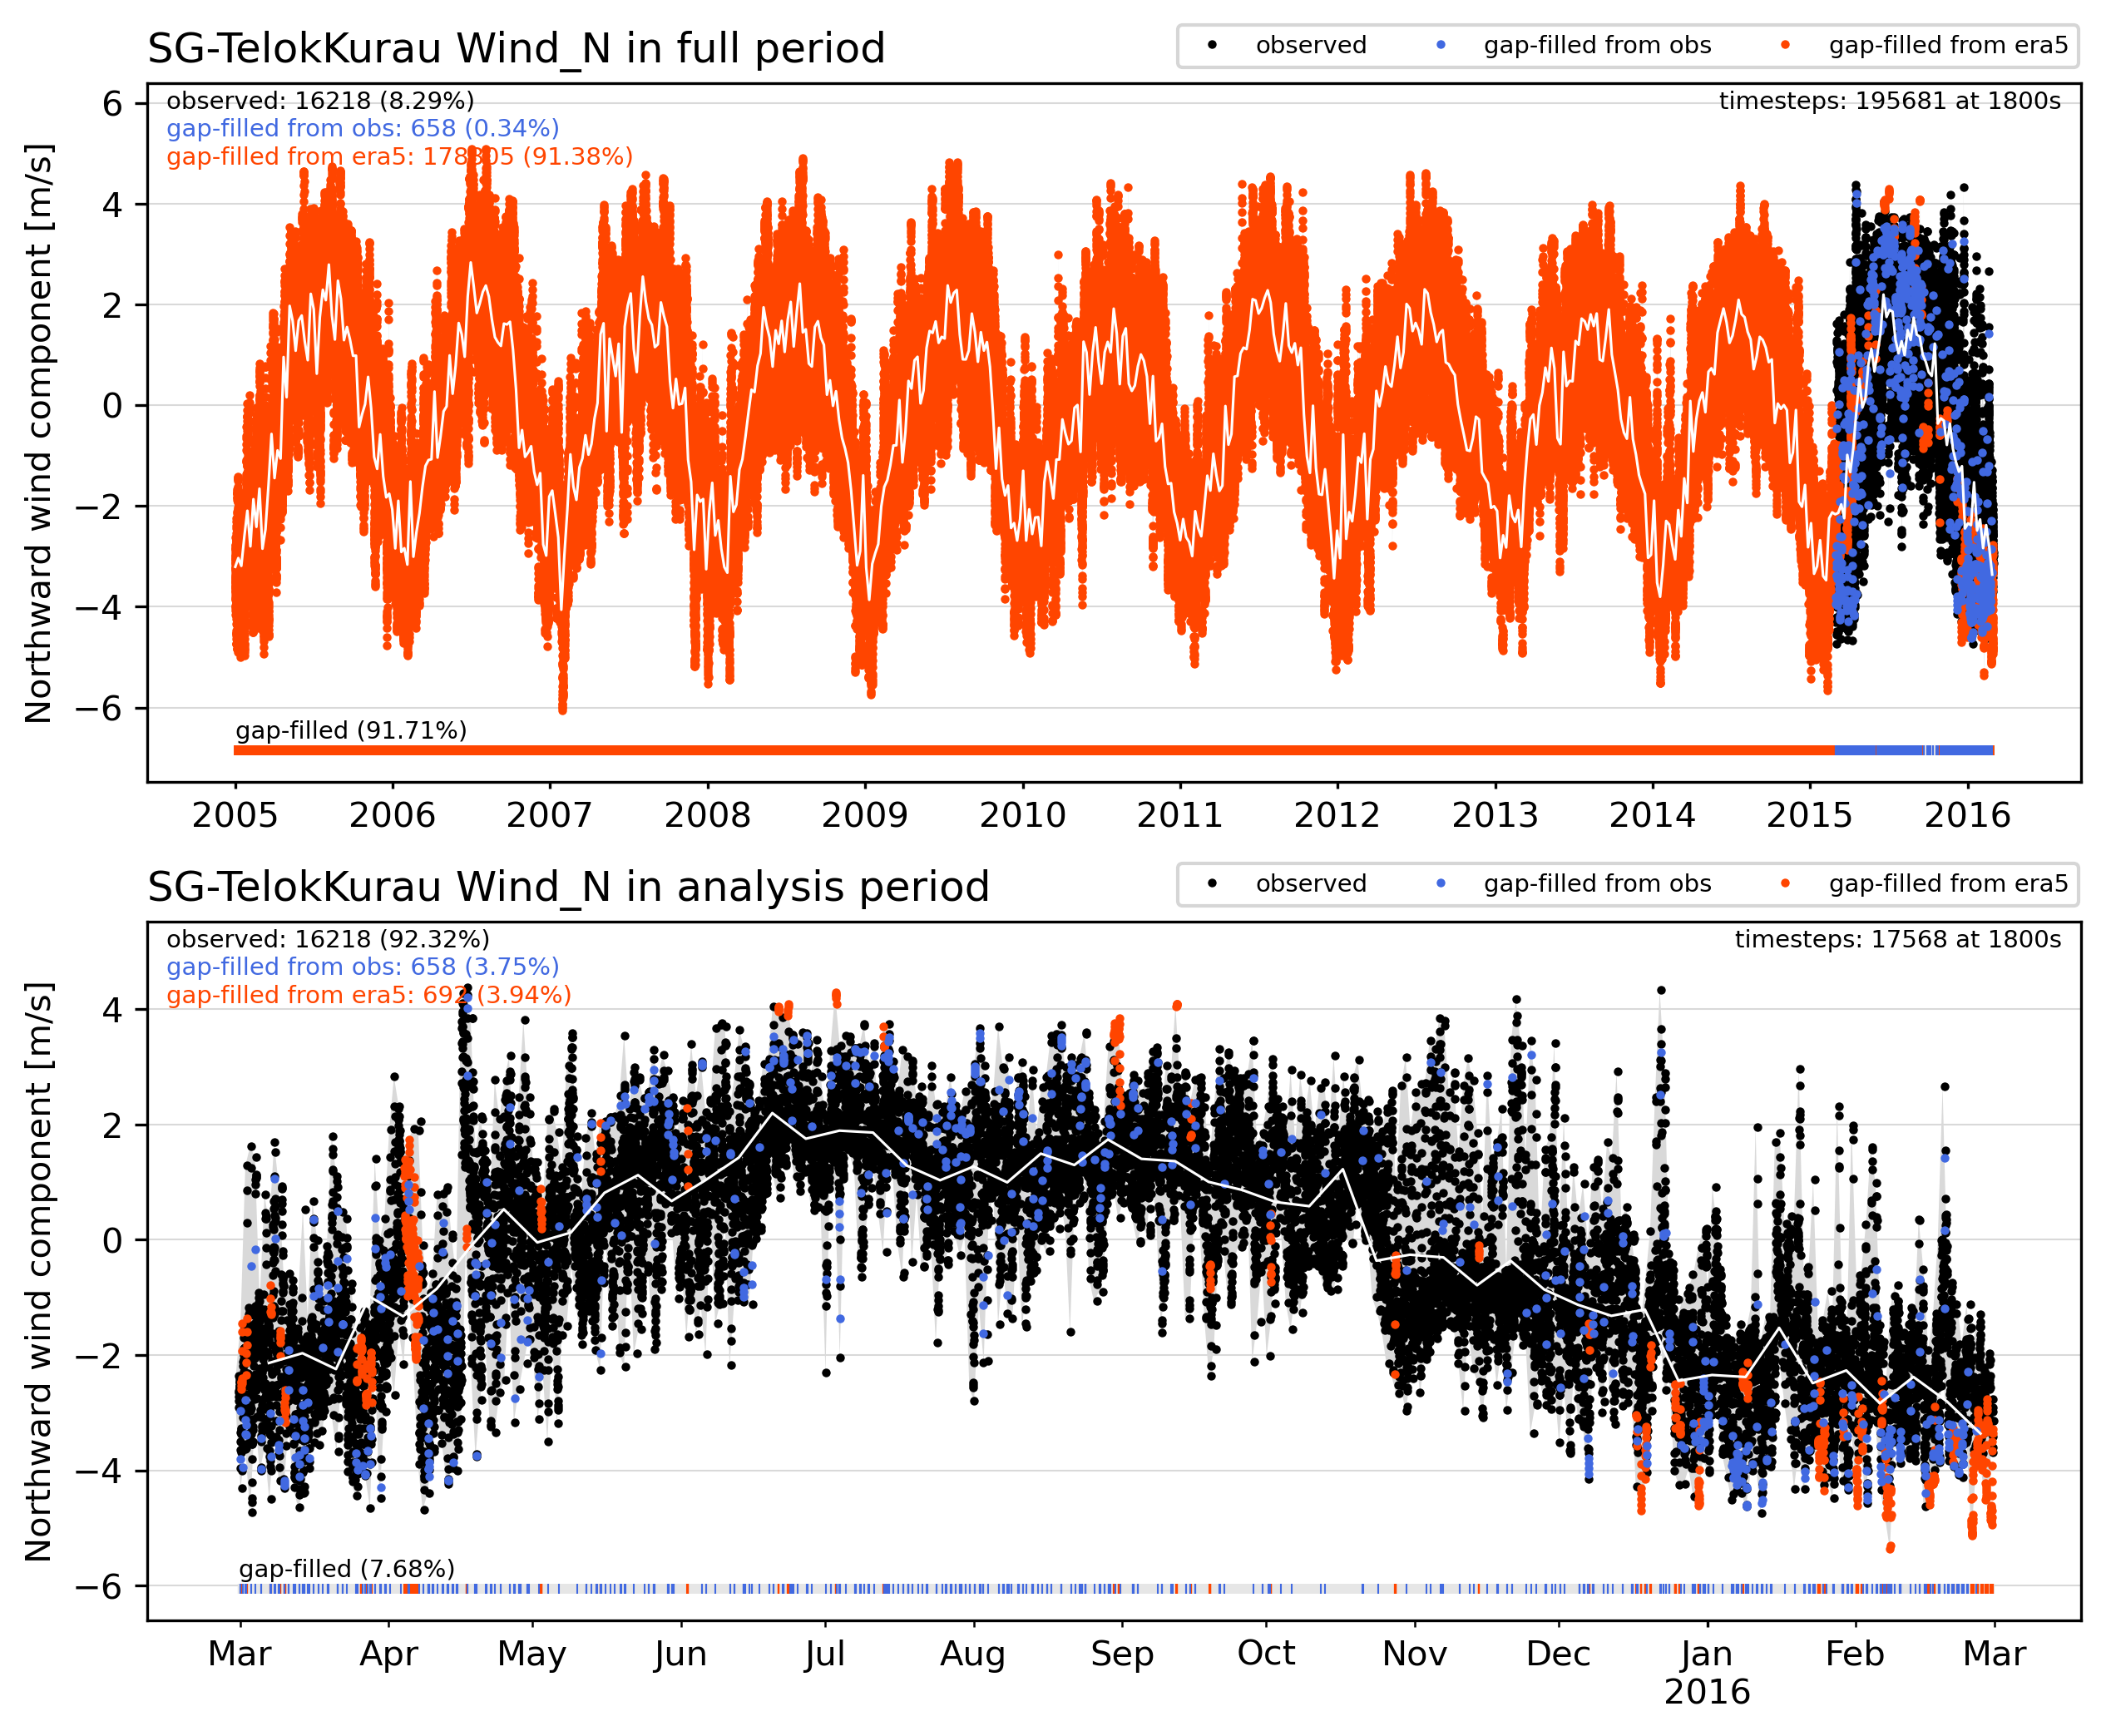 SG-TelokKurau Wind_N in full period
observed gap-filled from obs gap-filled from era5
observed: 16218 (8.29%)
timesteps: 195681 at 1800s
gap-filled from obs: 658 (0.34%)
gap-filled from era5: 178805 (91.38%)
Northward wind component [m/s]
6
4
2
0
−2
−4
−6
gap-filled (91.71%)
2005 2006 2007 2008 2009 2010 2011 2012 2013 2014 2015 2016
SG-TelokKurau Wind_N in analysis period
observed gap-filled from obs gap-filled from era5
observed: 16218 (92.32%)
timesteps: 17568 at 1800s
gap-filled from obs: 658 (3.75%)
gap-filled from era5: 692 (3.94%)
Northward wind component [m/s]
4
2
0
−2
−4
−6
gap-filled (7.68%)
Mar Apr May Jun Jul Aug Sep Oct Nov Dec Jan Feb Mar
2016